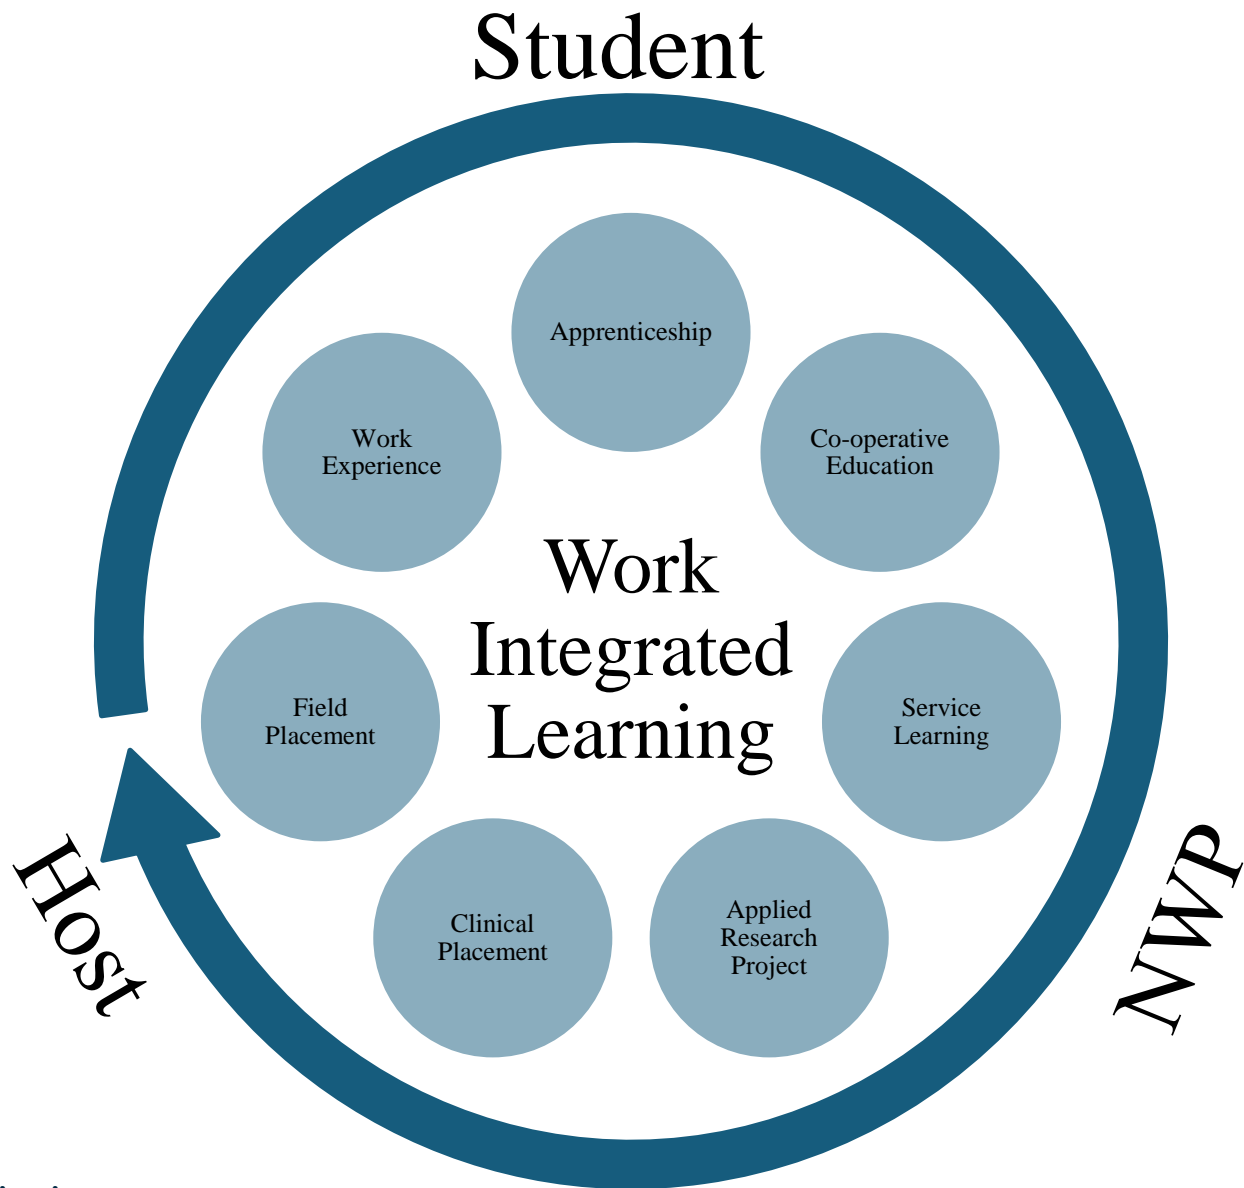 Student
Apprenticeship
Work
Experience
Co-operative
Education
Work
Integrated
Learning
Field
Placement
Service
Learning
Host
NWP
Clinical
Placement
Applied
Research
Project